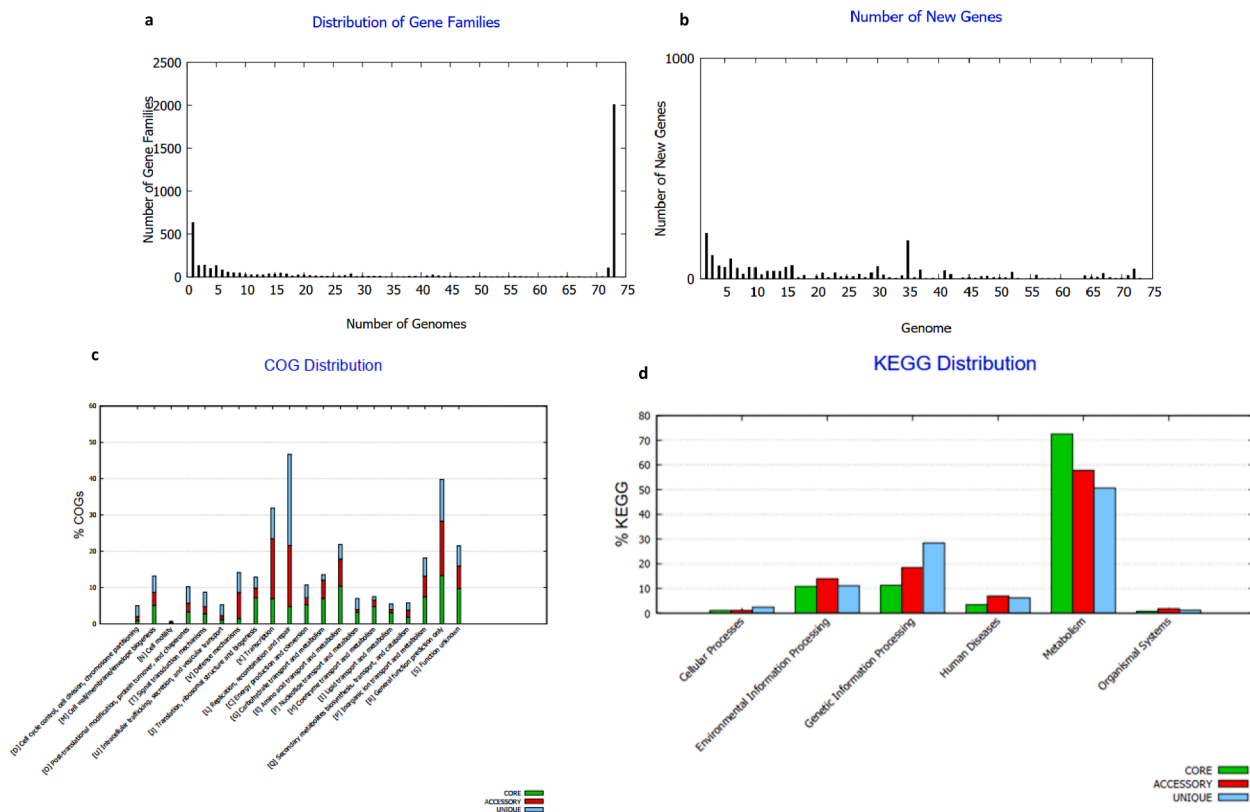 a
Distribution of Gene Families
Number of Gene Families
2500
2000
1500
1000
500
0
0 5 10 15 20 25 30 35 40 45 50 55 60 65 70 75
Number of Genomes
b
Number of New Genes
Number of New Genes
1000
0
5 10 15 20 25 30 35 40 45 50 55 60 65 70 75
Genome
c
COG Distribution
% COGs
60
50
40
30
20
10
0
[D] Cell cycle control, cell division, chromosome partitioning
[M] Cell wall/membrane/envelope biogenesis
[N] Cell motility
[O] Post-translational modification, protein turnover, and chaperones
[T] Signal transduction mechanisms
[U] Intracellular trafficking, secretion, and vesicular transport
[V] Defense mechanisms
[J] Translation, ribosomal structure and biogenesis
[K] Transcription
[L] Replication, recombination and repair
[C] Energy production and conversion
[G] Carbohydrate transport and metabolism
[E] Amino acid transport and metabolism
[F] Nucleotide transport and metabolism
[H] Coenzyme transport and metabolism
[I] Lipid transport and metabolism
[Q] Secondary metabolites biosynthesis, transport, and catabolism
[P] Inorganic ion transport and metabolism
[R] General function prediction only
[S] Function unknown
CORE
ACCESSORY
UNIQUE
d
KEGG Distribution
% KEGG
80
70
60
50
40
30
20
10
0
Cellular Processes
Environmental Information Processing
Genetic Information Processing
Human Diseases
Metabolism
Organismal Systems
CORE
ACCESSORY
UNIQUE